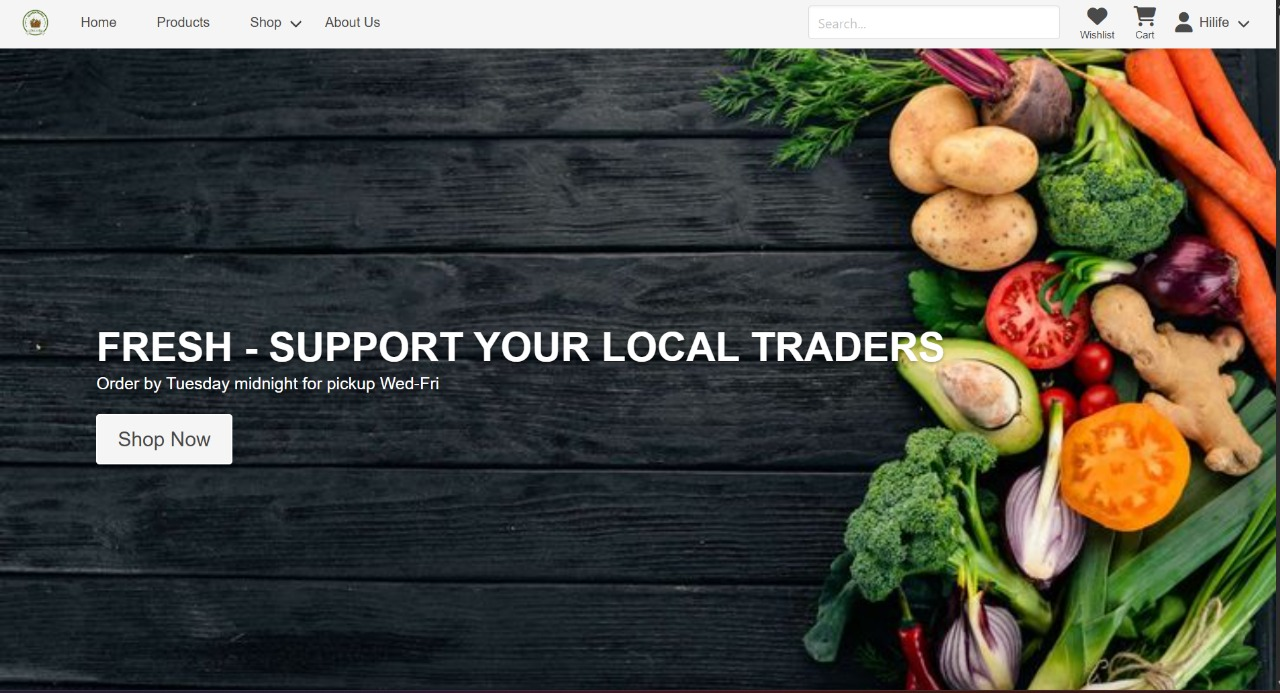 Home Products Shop About Us Search... Wishlist Cart Hilife
FRESH - SUPPORT YOUR LOCAL TRADERS
Order by Tuesday midnight for pickup Wed-Fri
Shop Now